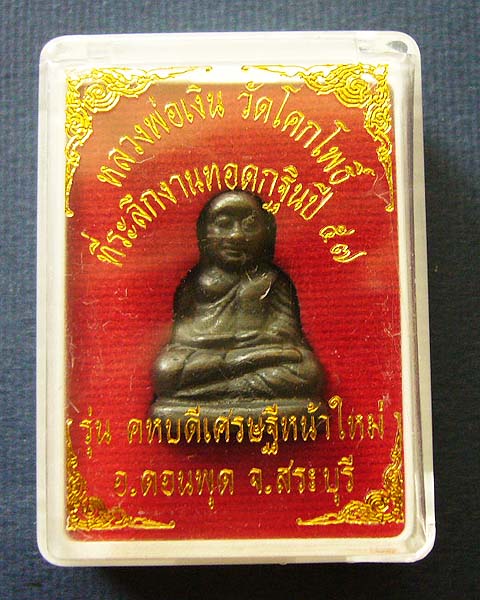 หลวงพ่อเงิน วัดโคกโพธิ์
ที่ระลึกงานทอดกฐินปี ๕๗
รุ่น คหบดีเศรษฐีหน้าใหม่
อ.ดอนพุด จ.สระบุรี